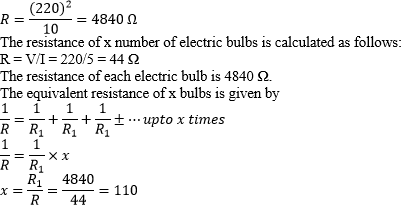 R = (220)² / 10 = 4840 Ω
The resistance of x number of electric bulbs is calculated as follows:
R = V/I = 220/5 = 44 Ω
The resistance of each electric bulb is 4840 Ω.
The equivalent resistance of x bulbs is given by
1/R = 1/R₁ + 1/R₁ + 1/R₁ ± ⋯ upto x times
1/R = 1/R₁ × x
x = R₁/R = 4840/44 = 110